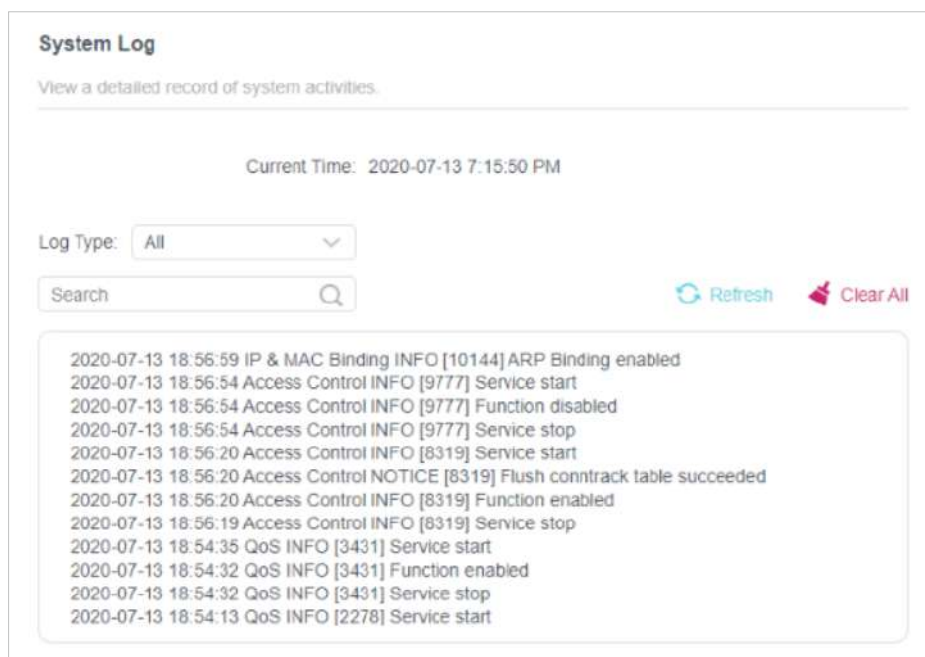 System Log
View a detailed record of system activities.
Current Time: 2020-07-13 7:15:50 PM
Log Type: All
Search
Refresh
Clear All
2020-07-13 18:56:59 IP & MAC Binding INFO [10144] ARP Binding enabled
2020-07-13 18:56:54 Access Control INFO [9777] Service start
2020-07-13 18:56:54 Access Control INFO [9777] Function disabled
2020-07-13 18:56:54 Access Control INFO [9777] Service stop
2020-07-13 18:56:20 Access Control INFO [8319] Service start
2020-07-13 18:56:20 Access Control NOTICE [8319] Flush conntrack table succeeded
2020-07-13 18:56:20 Access Control INFO [8319] Function enabled
2020-07-13 18:56:19 Access Control INFO [8319] Service stop
2020-07-13 18:54:35 QoS INFO [3431] Service start
2020-07-13 18:54:32 QoS INFO [3431] Function enabled
2020-07-13 18:54:32 QoS INFO [3431] Service stop
2020-07-13 18:54:13 QoS INFO [2278] Service start